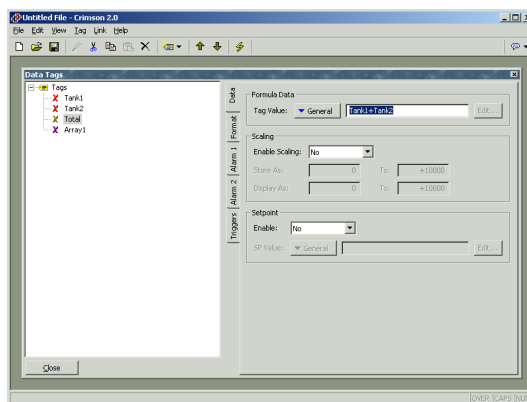 Untitled File - Crimson 2.0
File Edit View Tag Link Help
Data Tags
Tags
Tank1
Tank2
Total
Array1
Data
Format
Alarm 1
Alarm 2
Triggers
Formula Data
Tag Value: General Tank1+Tank2 Edit...
Scaling
Enable Scaling: No
Store As: 0 To: +10000
Display As: 0 To: +10000
Setpoint
Enable: No
SP Value: General Edit...
Close
OVER CAPS NU